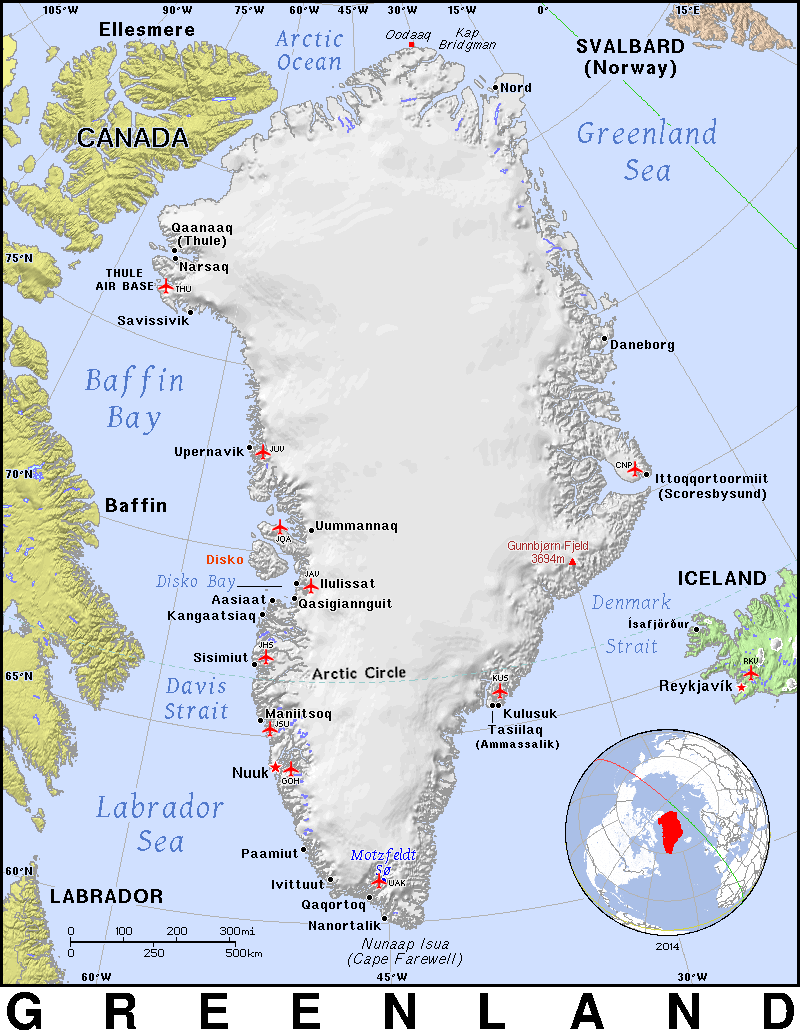 105°W
75°W
60°W
45°W
30°W
15°W
0°
15°E
Ellesmere
Arctic
Ocean
Oodaaq
Kap
Bridgman
SVALBARD
(Norway)
Nord
CANADA
Greenland
Sea
Qaanaaq
(Thule)
75°N
Narsaq
THULE
AIR BASE
THU
Savissivik
Daneborg
Baffin
Bay
Upernavik
JUV
CNP
70°N
Ittoqqortoormiit
(Scoresbysund)
Baffin
Uummannaq
JQA
Gunnbjørn Fjeld
3694m
Disko
JAV
Disko Bay
Ilulissat
ICELAND
Aasiaat
Qasigiannguit
Denmark
Strait
Kangaatsiaq
Ísafjörður
JHS
Sisimiut
Arctic Circle
RKV
65°N
KUS
Reykjavík
Davis
Strait
Maniitsoq
JSU
Kulusuk
Tasiilaq
(Ammassalik)
Nuuk
GOH
Labrador
Sea
Paamiut
Motzfeldt
Sø
60°N
Ivittuut
UAK
LABRADOR
Qaqortoq
Nanortalik
0 100 200 300mi
0 250 500km
Nunaap Isua
(Cape Farewell)
2014
60°W
45°W
30°W
GREENLAND